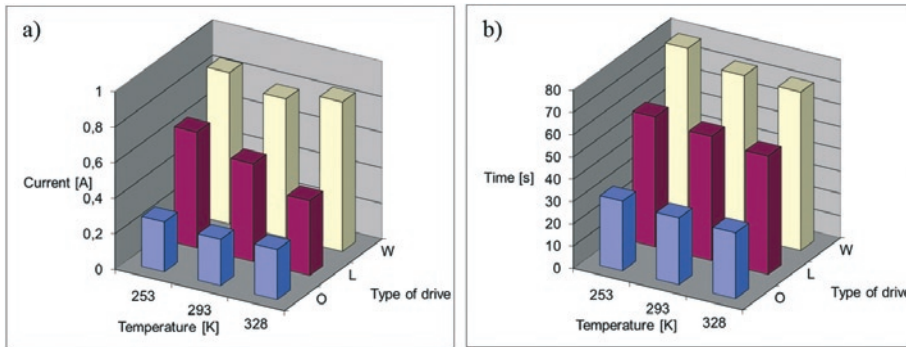 a)
1
0,8
0,6
Current [A]
0,4
0,2
0
253
293
328
Temperature [K]
O
L
W
Type of drive
b)
80
70
60
50
Time [s]
40
30
20
10
0
253
293
328
Temperature [K]
O
L
W
Type of drive